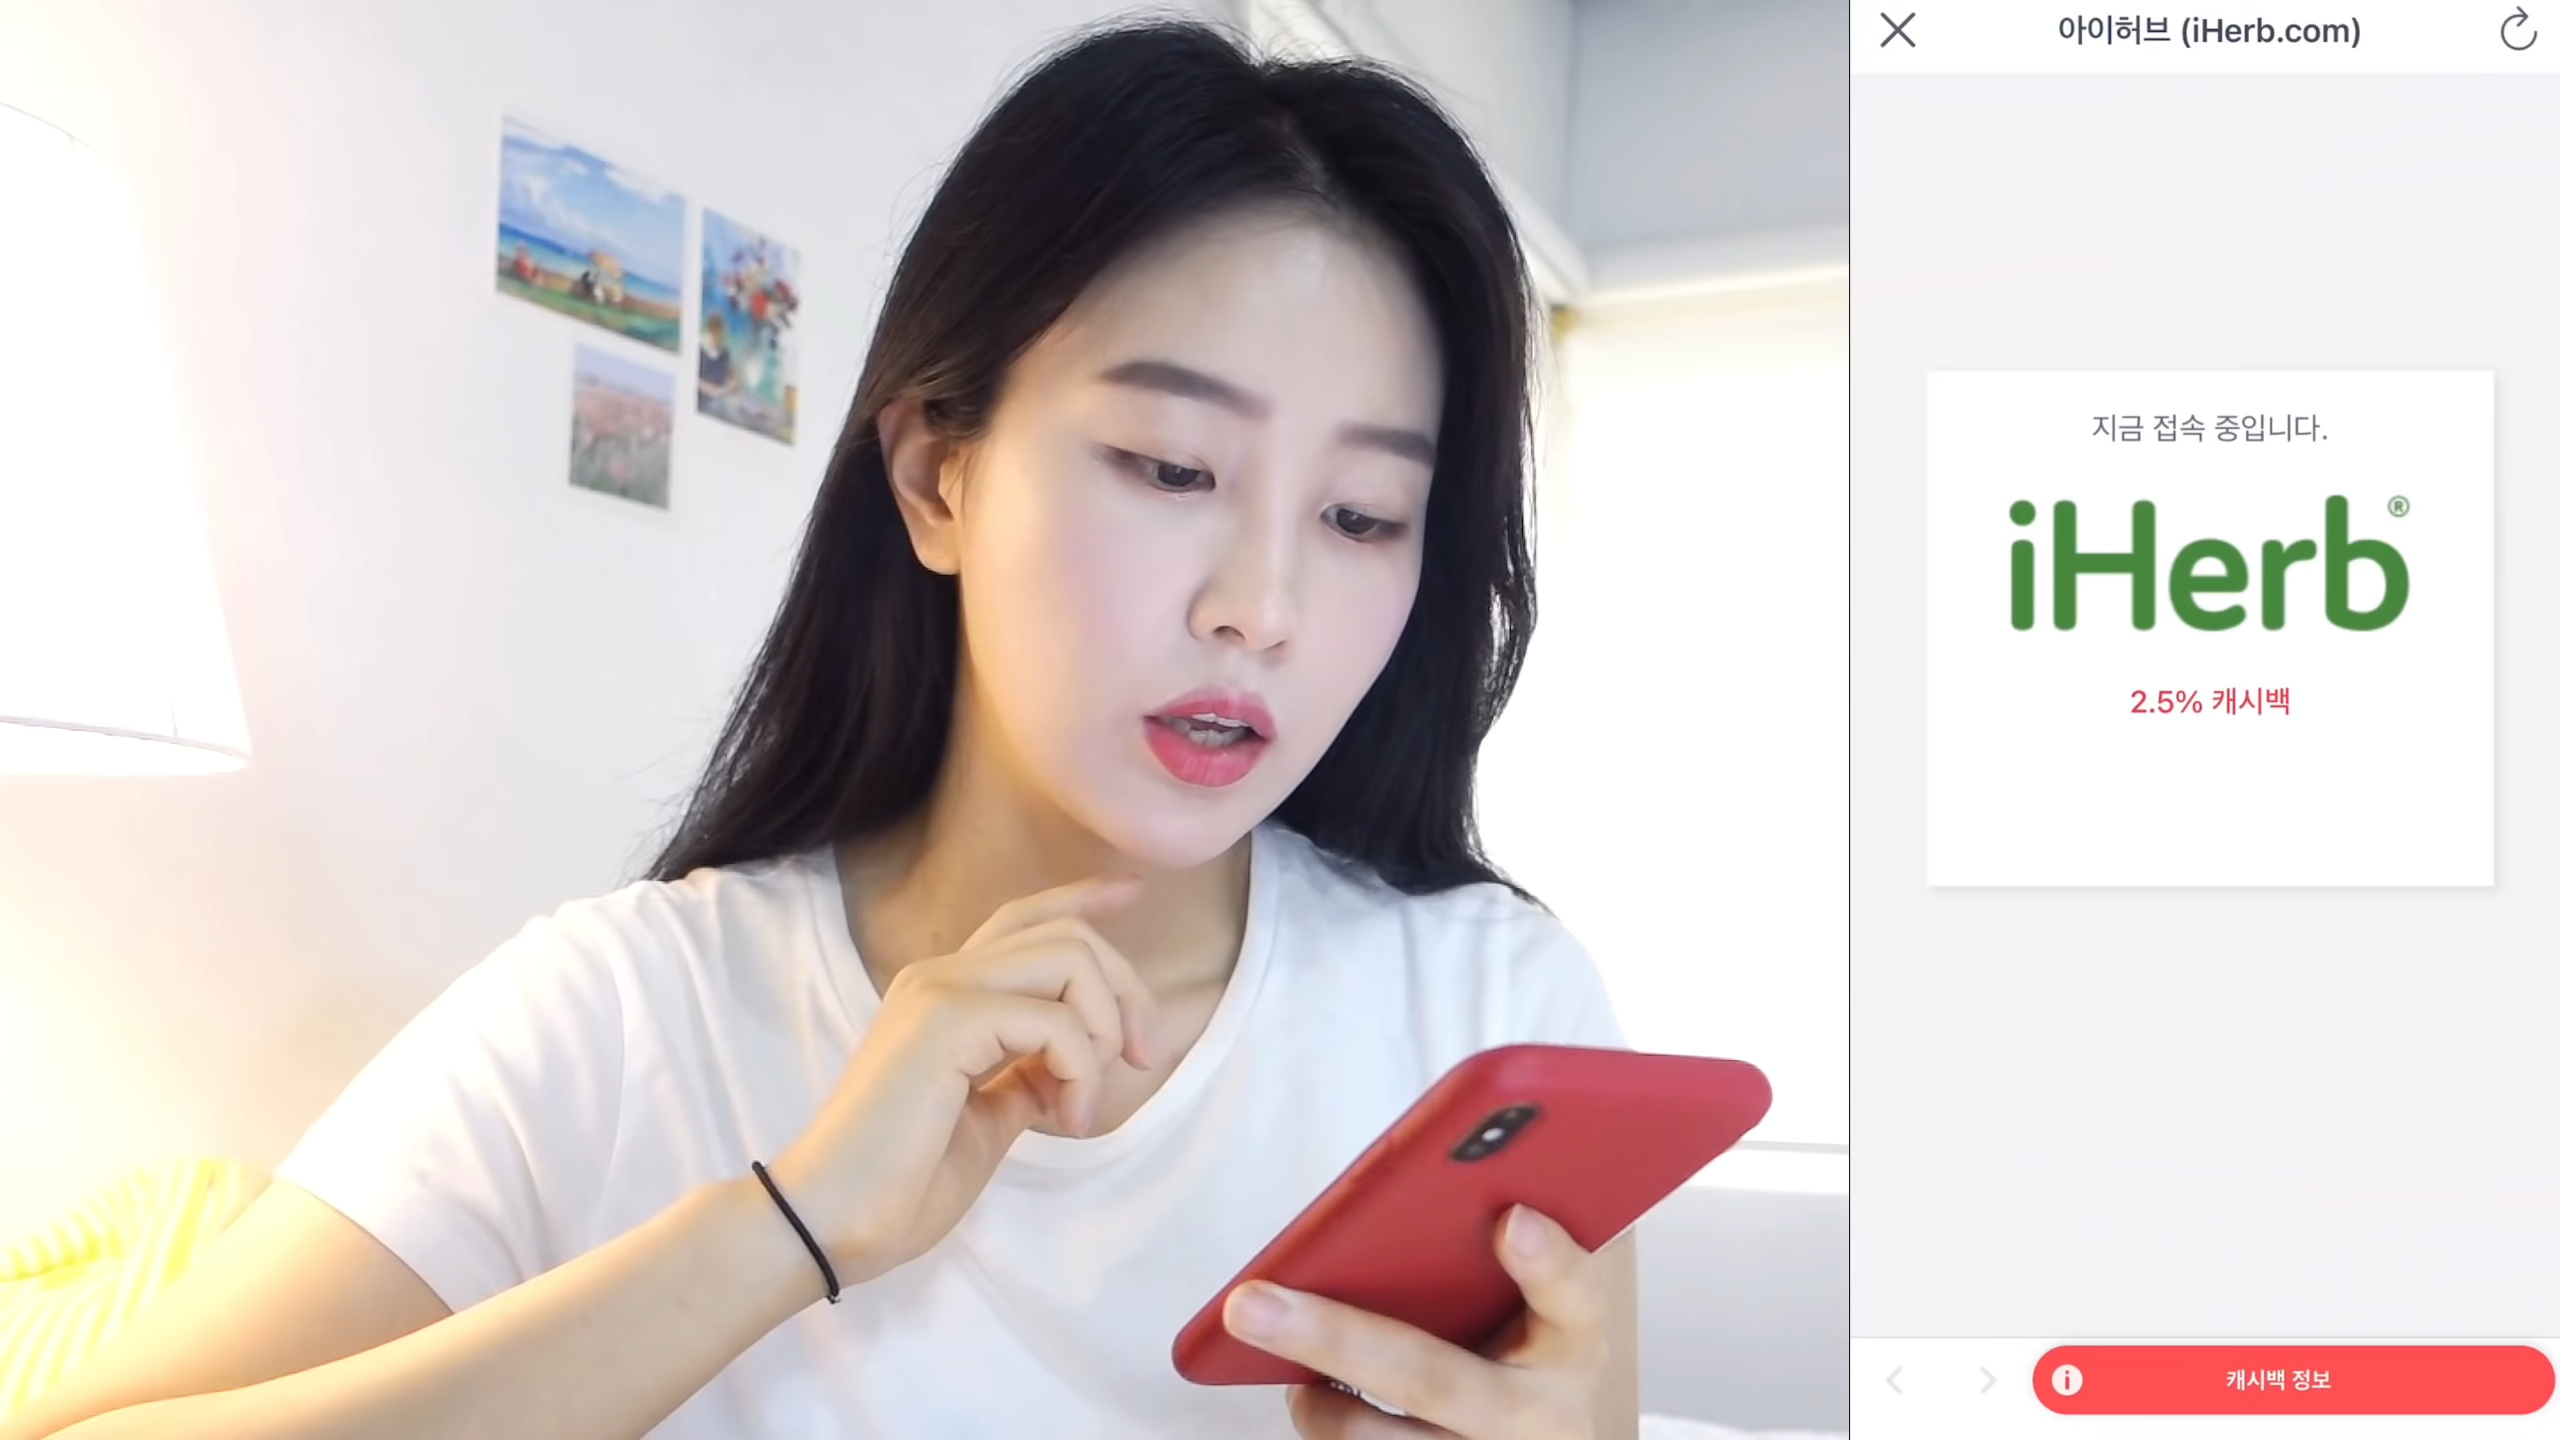 아이허브 (iHerb.com)
지금 접속 중입니다.
iHerb®
2.5% 캐시백
캐시백 정보